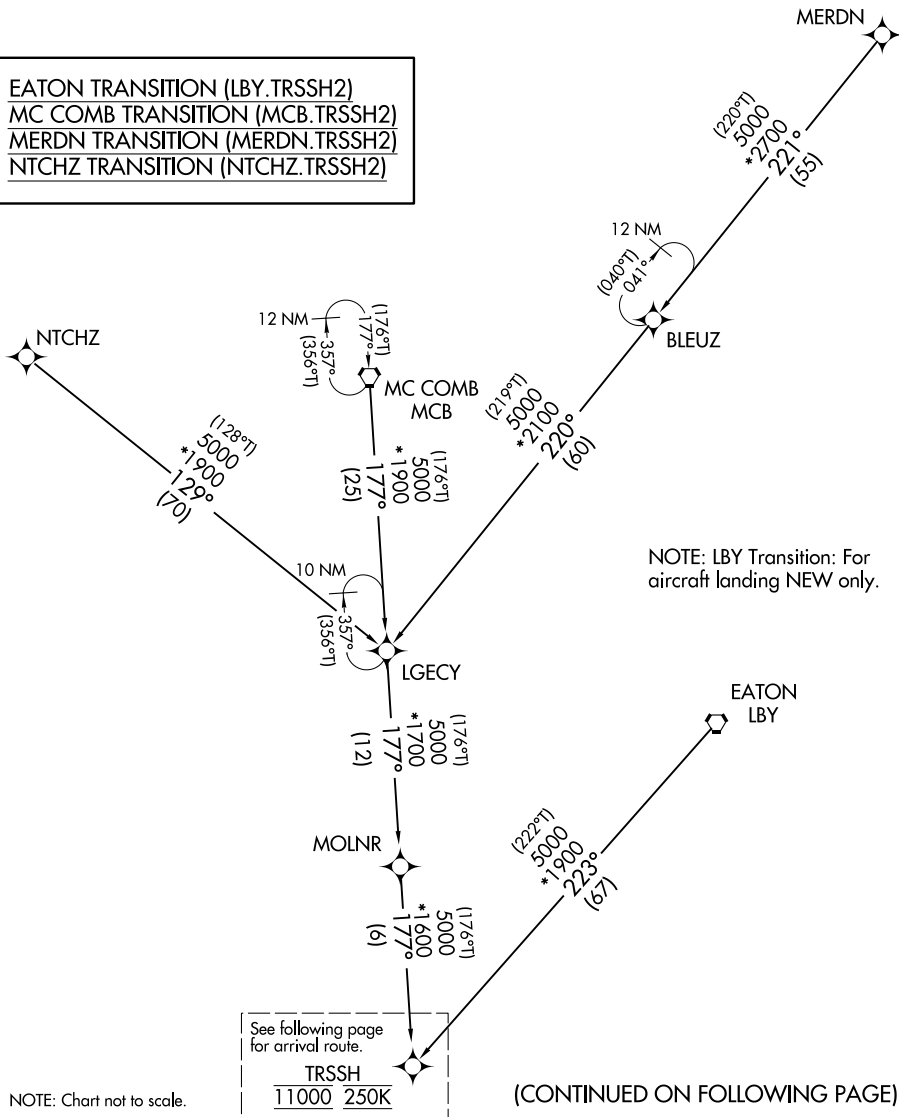 MERDN
EATON TRANSITION (LBY.TRSSH2)
MC COMB TRANSITION (MCB.TRSSH2)
MERDN TRANSITION (MERDN.TRSSH2)
NTCHZ TRANSITION (NTCHZ.TRSSH2)
(220°T)
5000
*2700
221°
(55)
12 NM
(040°T)
041°
BLEUZ
NTCHZ
12 NM
(176°T)
177°
357°
(356°T)
MC COMB
MCB
(219°T)
5000
*2100
220°
(60)
(128°T)
5000
*1900
129°
(70)
(176°T)
5000
*1900
177°
(25)
NOTE: LBY Transition: For
aircraft landing NEW only.
10 NM
357°
(356°T)
LGECY
EATON
LBY
(176°T)
5000
*1700
177°
(12)
MOLNR
(222°T)
5000
*1900
223°
(67)
(176°T)
5000
*1600
177°
(6)
See following page
for arrival route.
TRSSH
11000 250K
NOTE: Chart not to scale.
(CONTINUED ON FOLLOWING PAGE)